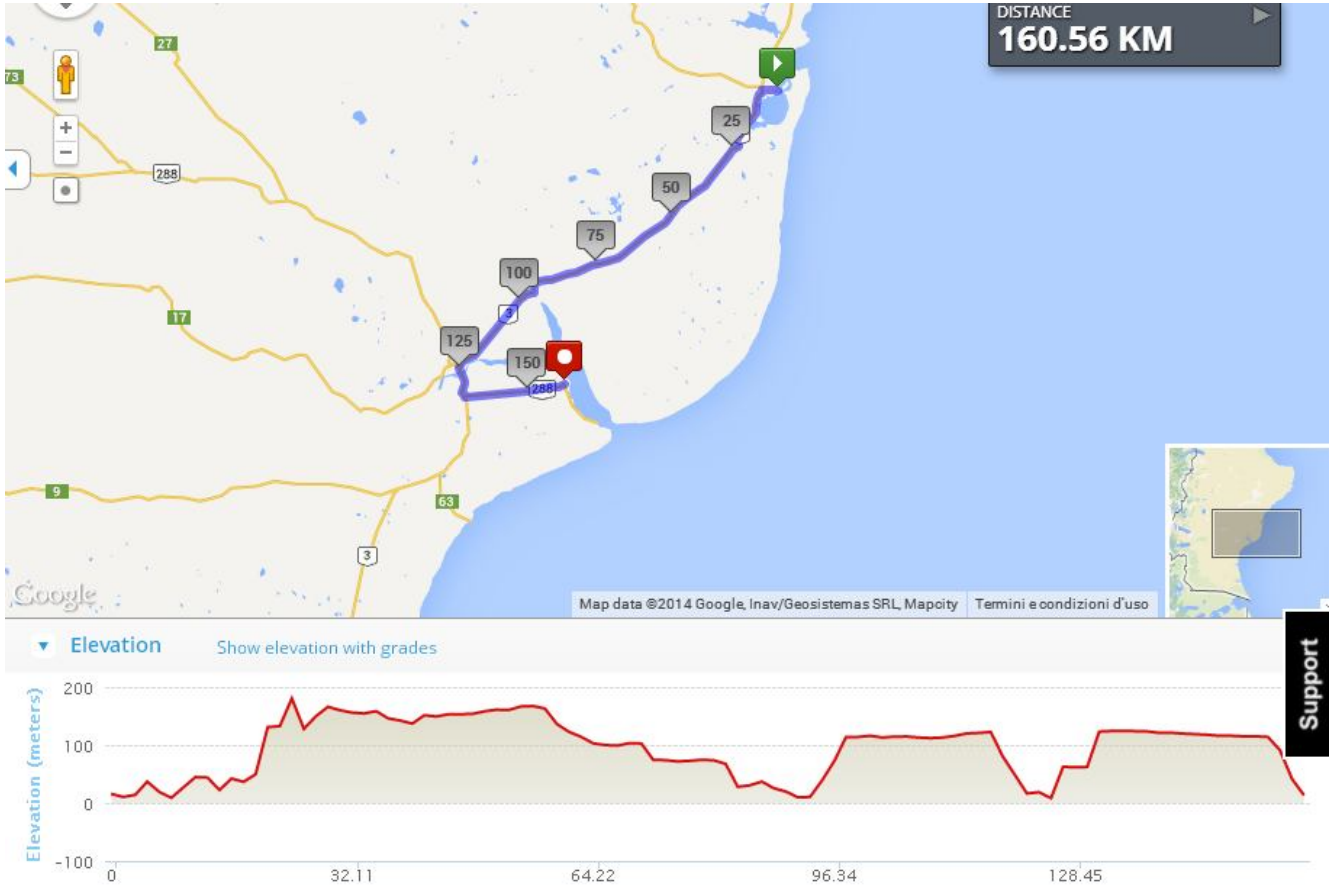 DISTANCE
160.56 KM
27
73
25
288
50
75
100
3
17
125
150
288
9
63
3
Google
Map data ©2014 Google, Inav/Geosistemas SRL, Mapcity
Termini e condizioni d'uso
Support
Elevation
Show elevation with grades
Elevation (meters)
200
100
0
-100
0
32.11
64.22
96.34
128.45